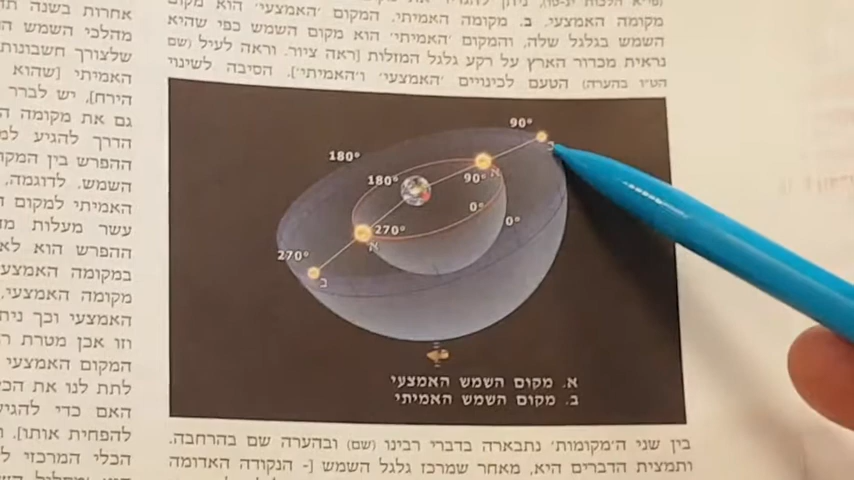 מקומה האמצעי. ב. מקומה האמיתי. המקום 'האמצעי' הוא מקום
השמש בגלגל שלה, והמקום 'האמיתי' הוא מקום השמש כפי שהיא
נראית מכדור הארץ על רקע גלגל המזלות [ראה ציור. וראה לעיל (שם
הט"ו בהערה) הטעם לכינויים 'האמצעי' ו'האמיתי']. הסיבה לשינוי
90°
ב
180°
180°
90°
א
0°
0°
270°
א
270°
ב
א. מקום השמש האמצעי
ב. מקום השמש האמיתי
בין שני ה'מקומות' נתבארה בדברי רבינו (שם) ובהערה שם בהרחבה.
ותמצית הדברים היא, מאחר שמרכז גלגל השמש [- הנקודה האדומה
אחרות בשנה
מהלכי השמש
שלצורך חשבונות
האמיתי [שהוא
הירח], יש לברר
גם את מקומה
הדרך להגיע
ההפרש בין
השמש. לדוגמה,
האמיתי למקום
עשר מעלות
ההפרש הוא
במקומה האמצעי
מקומה האמצעי,
האמצעי וכך
וזו אכן מטרת
המקום האמצעי
לתת לנו את
האם כדי
להפחית אותו].
הכלי המרכזי